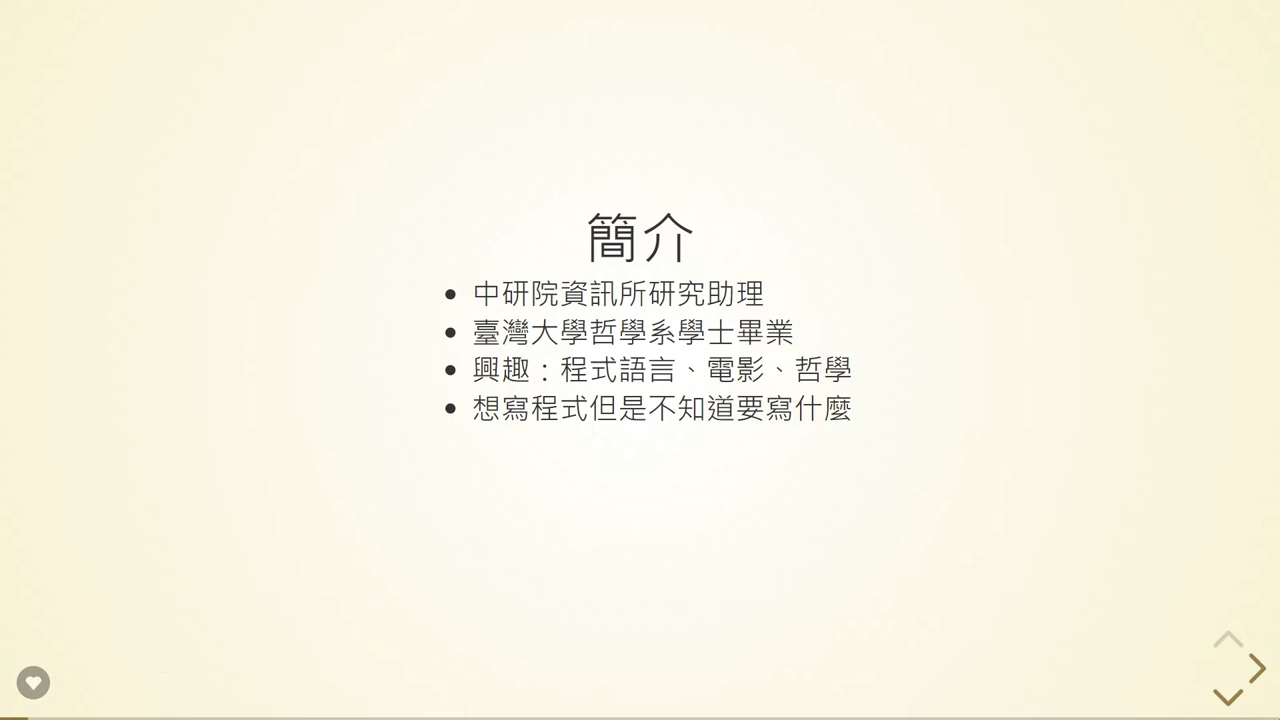 簡介
中研院資訊所研究助理
臺灣大學哲學系學士畢業
興趣：程式語言、電影、哲學
想寫程式但是不知道要寫什麼